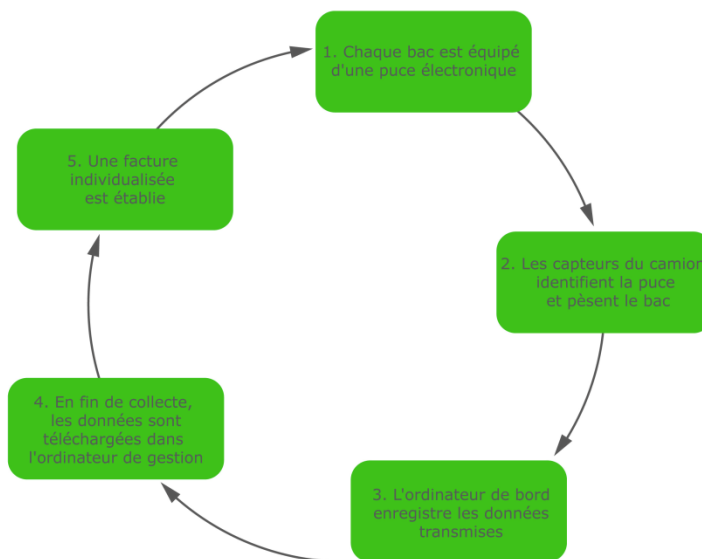 1. Chaque bac est équipé
d'une puce électronique
2. Les capteurs du camion
identifient la puce
et pèsent le bac
3. L'ordinateur de bord
enregistre les données
transmises
4. En fin de collecte,
les données sont
téléchargées dans
l'ordinateur de gestion
5. Une facture
individualisée
est établie